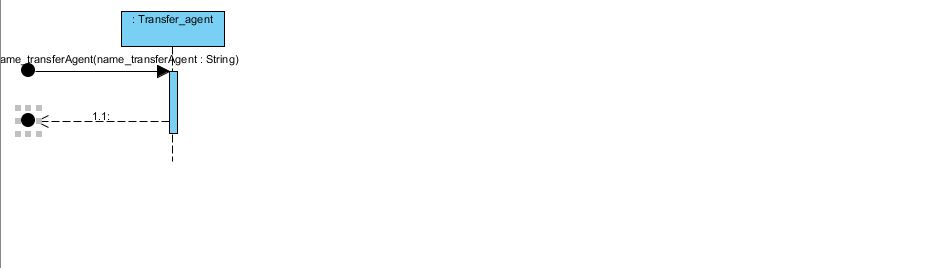 : Transfer_agent
ame_transferAgent(name_transferAgent : String)
1.1: